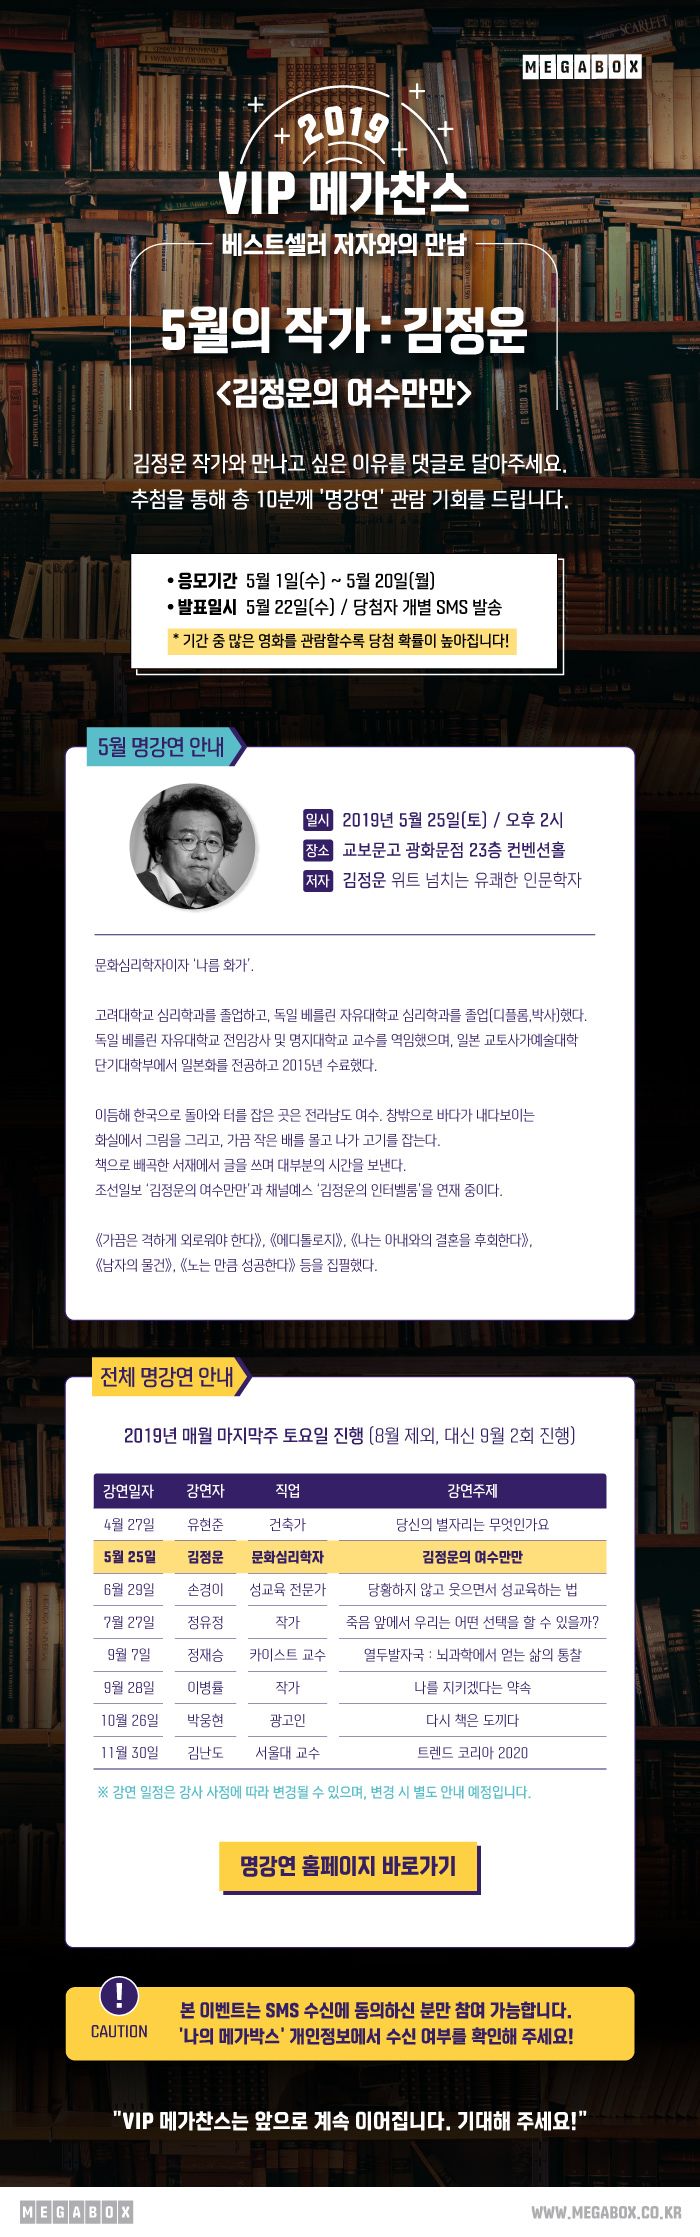 MEGABOX
2019
VIP 메가찬스
베스트셀러 저자와의 만남
5월의 작가 : 김정운
<김정운의 여수만만>
김정운 작가와 만나고 싶은 이유를 댓글로 달아주세요.
추첨을 통해 총 10분께 '명강연' 관람 기회를 드립니다.
• 응모기간 5월 1일(수) ~ 5월 20일(월)
• 발표일시 5월 22일(수) / 당첨자 개별 SMS 발송
* 기간 중 많은 영화를 관람할수록 당첨 확률이 높아집니다!
5월 명강연 안내
일시 2019년 5월 25일(토) / 오후 2시
장소 교보문고 광화문점 23층 컨벤션홀
저자 김정운 위트 넘치는 유쾌한 인문학자
문화심리학자이자 ‘나름 화가’.
고려대학교 심리학과를 졸업하고, 독일 베를린 자유대학교 심리학과를 졸업(디플롬,박사)했다.
독일 베를린 자유대학교 전임강사 및 명지대학교 교수를 역임했으며, 일본 교토사가예술대학
단기대학부에서 일본화를 전공하고 2015년 수료했다.
이듬해 한국으로 돌아와 터를 잡은 곳은 전라남도 여수. 창밖으로 바다가 내다보이는
화실에서 그림을 그리고, 가끔 작은 배를 몰고 나가 고기를 잡는다.
책으로 빼곡한 서재에서 글을 쓰며 대부분의 시간을 보낸다.
조선일보 ‘김정운의 여수만만’과 채널예스 ‘김정운의 인터벨룸’을 연재 중이다.
《가끔은 격하게 외로워야 한다》, 《에디톨로지》, 《나는 아내와의 결혼을 후회한다》,
《남자의 물건》, 《노는 만큼 성공한다》 등을 집필했다.
전체 명강연 안내
2019년 매월 마지막주 토요일 진행 (8월 제외, 대신 9월 2회 진행)
강연일자 강연자 직업 강연주제
4월 27일 유현준 건축가 당신의 별자리는 무엇인가요
5월 25일 김정운 문화심리학자 김정운의 여수만만
6월 29일 손경이 성교육 전문가 당황하지 않고 웃으면서 성교육하는 법
7월 27일 정유정 작가 죽음 앞에서 우리는 어떤 선택을 할 수 있을까?
9월 7일 정재승 카이스트 교수 열두발자국 : 뇌과학에서 얻는 삶의 통찰
9월 28일 이병률 작가 나를 지키겠다는 약속
10월 26일 박웅현 광고인 다시 책은 도끼다
11월 30일 김난도 서울대 교수 트렌드 코리아 2020
※ 강연 일정은 강사 사정에 따라 변경될 수 있으며, 변경 시 별도 안내 예정입니다.
명강연 홈페이지 바로가기
!
CAUTION
본 이벤트는 SMS 수신에 동의하신 분만 참여 가능합니다.
'나의 메가박스' 개인정보에서 수신 여부를 확인해 주세요!
"VIP 메가찬스는 앞으로 계속 이어집니다. 기대해 주세요!"
MEGABOX
WWW.MEGABOX.CO.KR